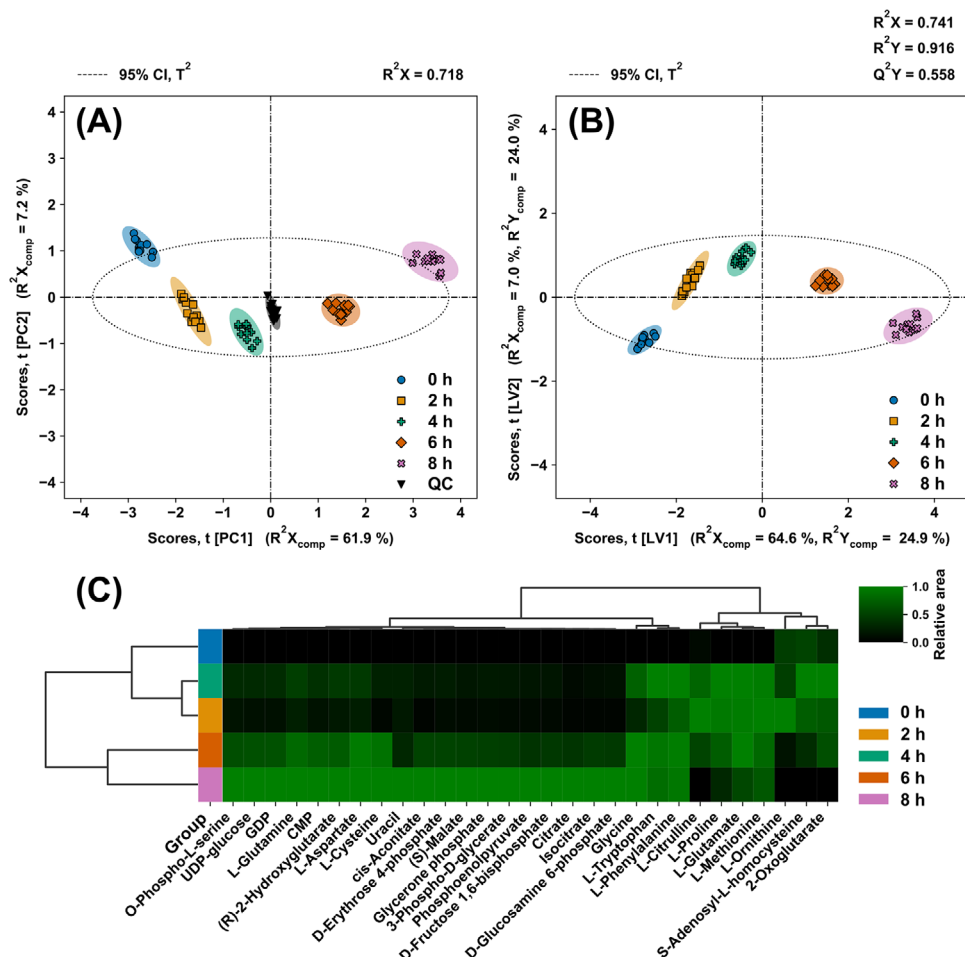 R²X = 0.741
R²Y = 0.916
95% CI, T²
R²X = 0.718
95% CI, T²
Q²Y = 0.558
(A)
4
3
2
1
0
−1
−2
−3
−4
Scores, t [PC2] (R²Xcomp = 7.2 %)
0 h
2 h
4 h
6 h
8 h
QC
−4
−3
−2
−1
0
1
2
3
4
Scores, t [PC1] (R²Xcomp = 61.9 %)
(B)
4
2
0
−2
−4
Scores, t [LV2] (R²Xcomp = 7.0 %, R²Ycomp = 24.0 %)
0 h
2 h
4 h
6 h
8 h
−4
−2
0
2
4
Scores, t [LV1] (R²Xcomp = 64.6 %, R²Ycomp = 24.9 %)
(C)
1.0
0.5
0.0
Relative area
0 h
2 h
4 h
6 h
8 h
Group
O-Phospho-L-serine
UDP-glucose
GDP
L-Glutamine
CMP
(R)-2-Hydroxyglutarate
L-Aspartate
L-Cysteine
Uracil
cis-Aconitate
D-Erythrose 4-phosphate
(S)-Malate
Glycerone phosphate
3-Phospho-D-glycerate
Phosphoenolpyruvate
D-Fructose 1,6-bisphosphate
Citrate
Isocitrate
D-Glucosamine 6-phosphate
Glycine
L-Tryptophan
L-Phenylalanine
L-Citrulline
L-Proline
L-Glutamate
L-Methionine
L-Ornithine
S-Adenosyl-L-homocysteine
2-Oxoglutarate